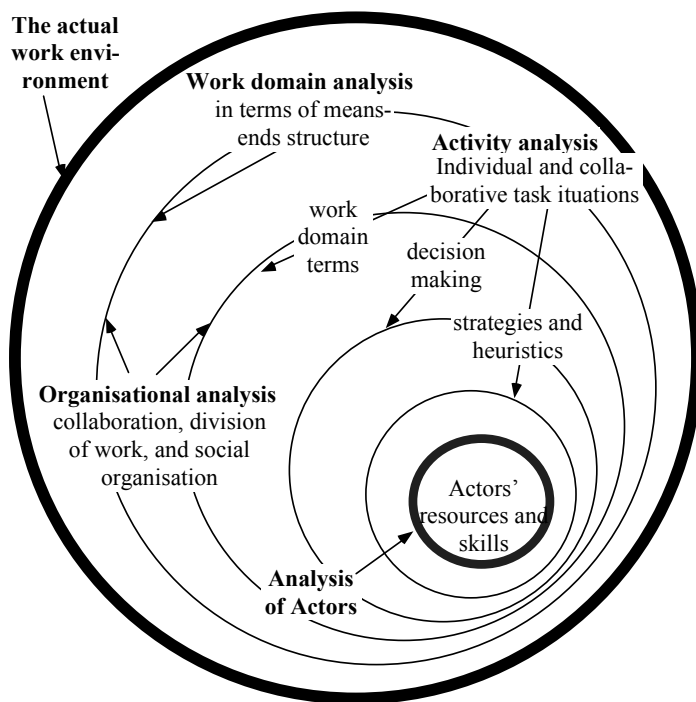 The actual
work envi-
ronment
Work domain analysis
in terms of means-
ends structure
Activity analysis
Individual and colla-
borative task ituations
work
domain
terms
decision
making
strategies and
heuristics
Organisational analysis
collaboration, division
of work, and social
organisation
Actors’
resources and
skills
Analysis
of Actors